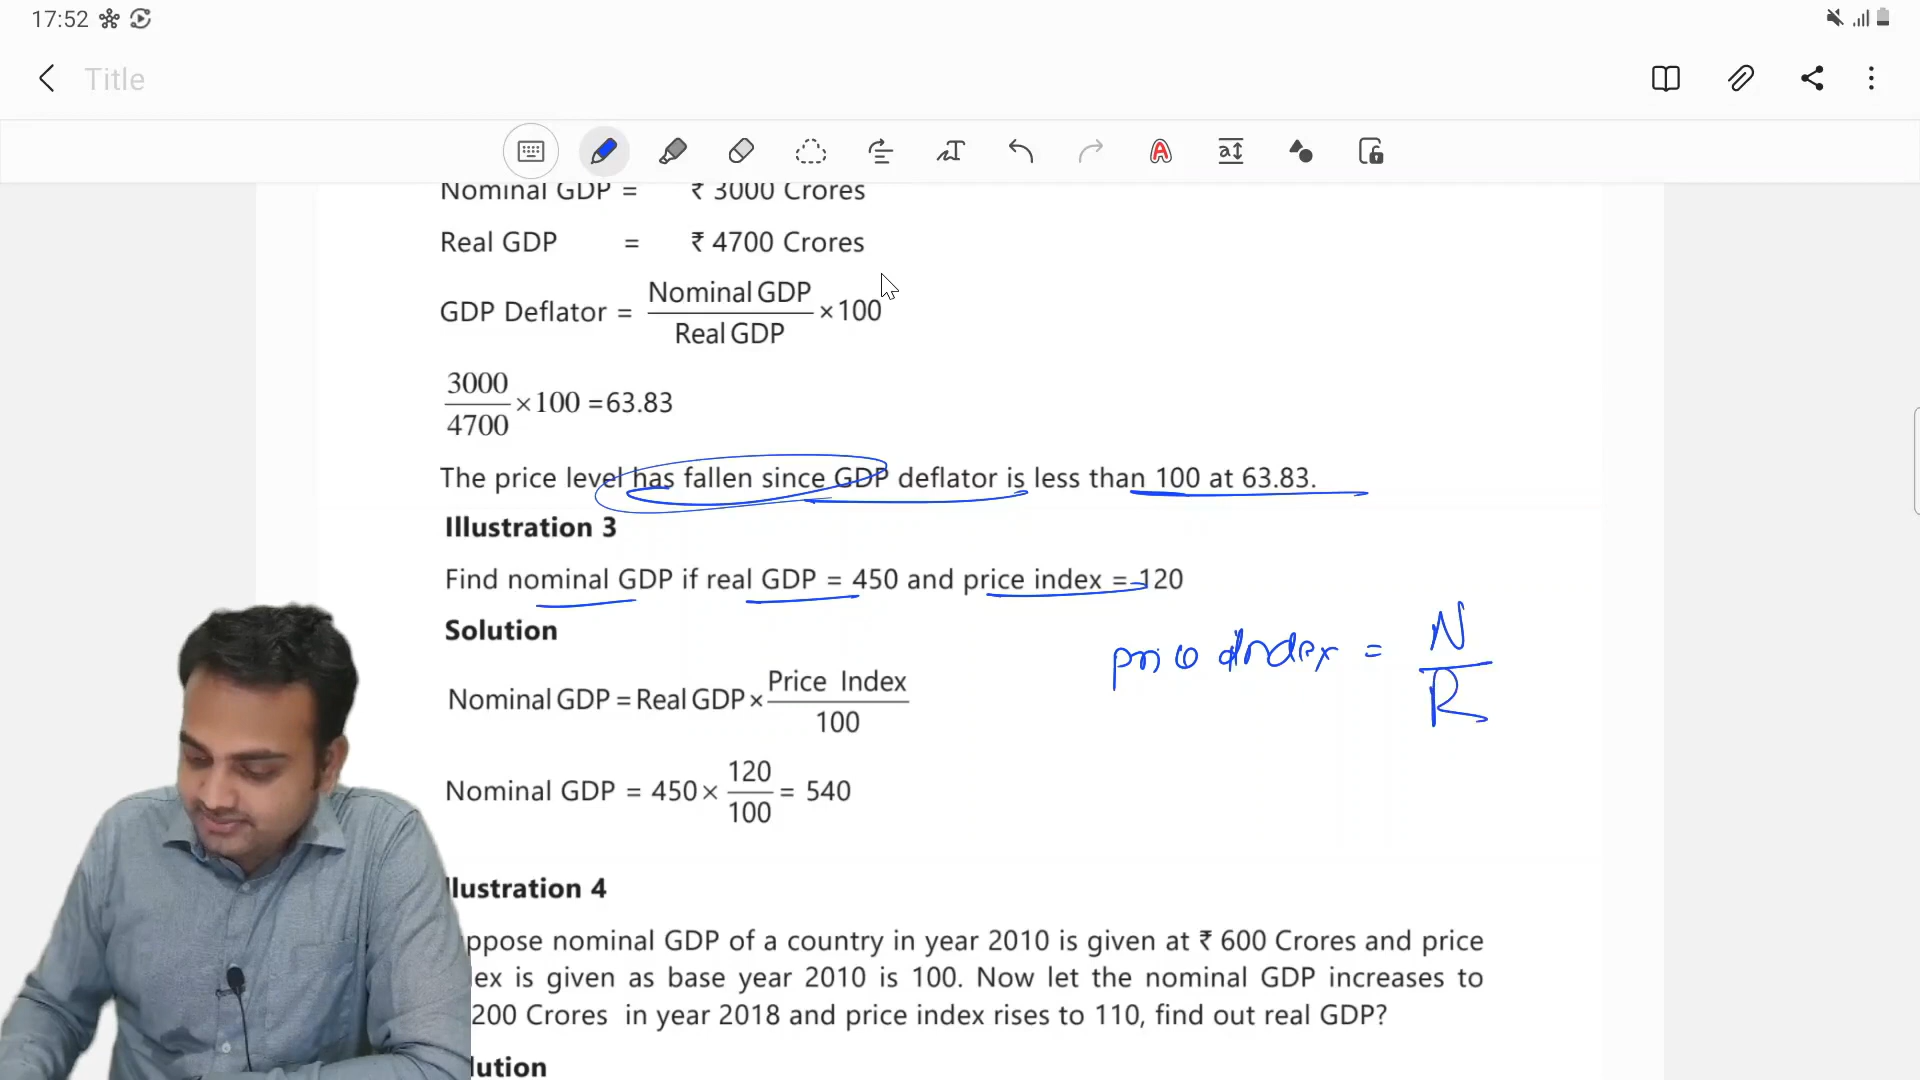 17:52
Title
Nominal GDP = ₹ 3000 Crores
Real GDP = ₹ 4700 Crores
GDP Deflator = Nominal GDP / Real GDP ×100
3000 / 4700 ×100 =63.83
The price level has fallen since GDP deflator is less than 100 at 63.83.
Illustration 3
Find nominal GDP if real GDP = 450 and price index = 120
Solution
price Index = N / R
Nominal GDP = Real GDP × Price Index / 100
Nominal GDP = 450 × 120 / 100 = 540
llustration 4
ppose nominal GDP of a country in year 2010 is given at ₹ 600 Crores and price
ex is given as base year 2010 is 100. Now let the nominal GDP increases to
200 Crores in year 2018 and price index rises to 110, find out real GDP?
lution